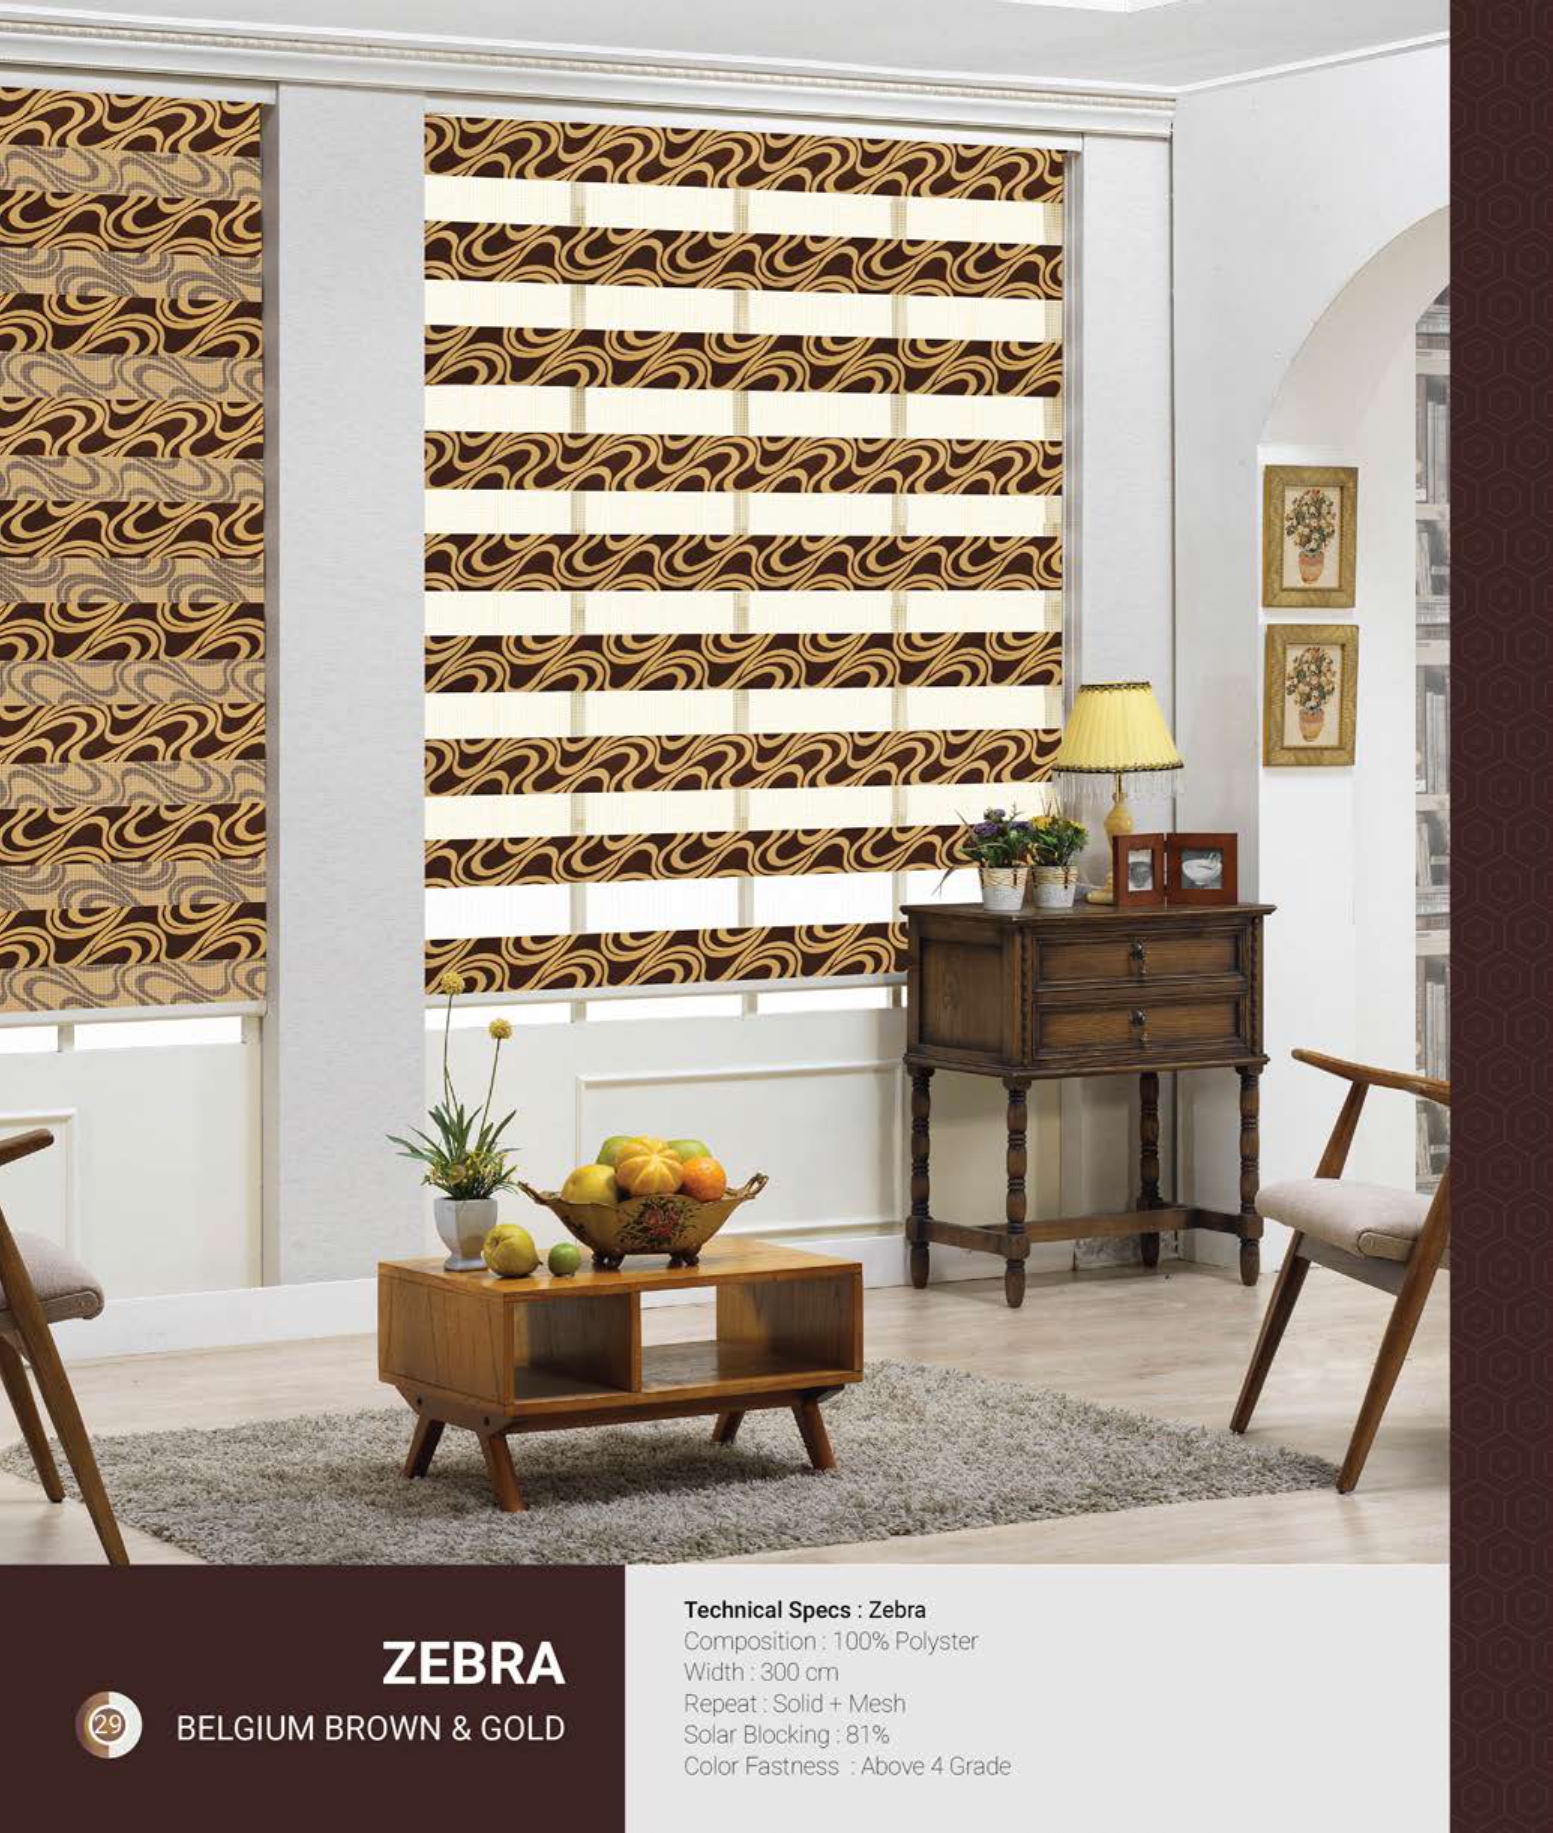 ZEBRA
29
BELGIUM BROWN & GOLD
Technical Specs : Zebra
Composition : 100% Polyster
Width : 300 cm
Repeat : Solid + Mesh
Solar Blocking : 81%
Color Fastness : Above 4 Grade